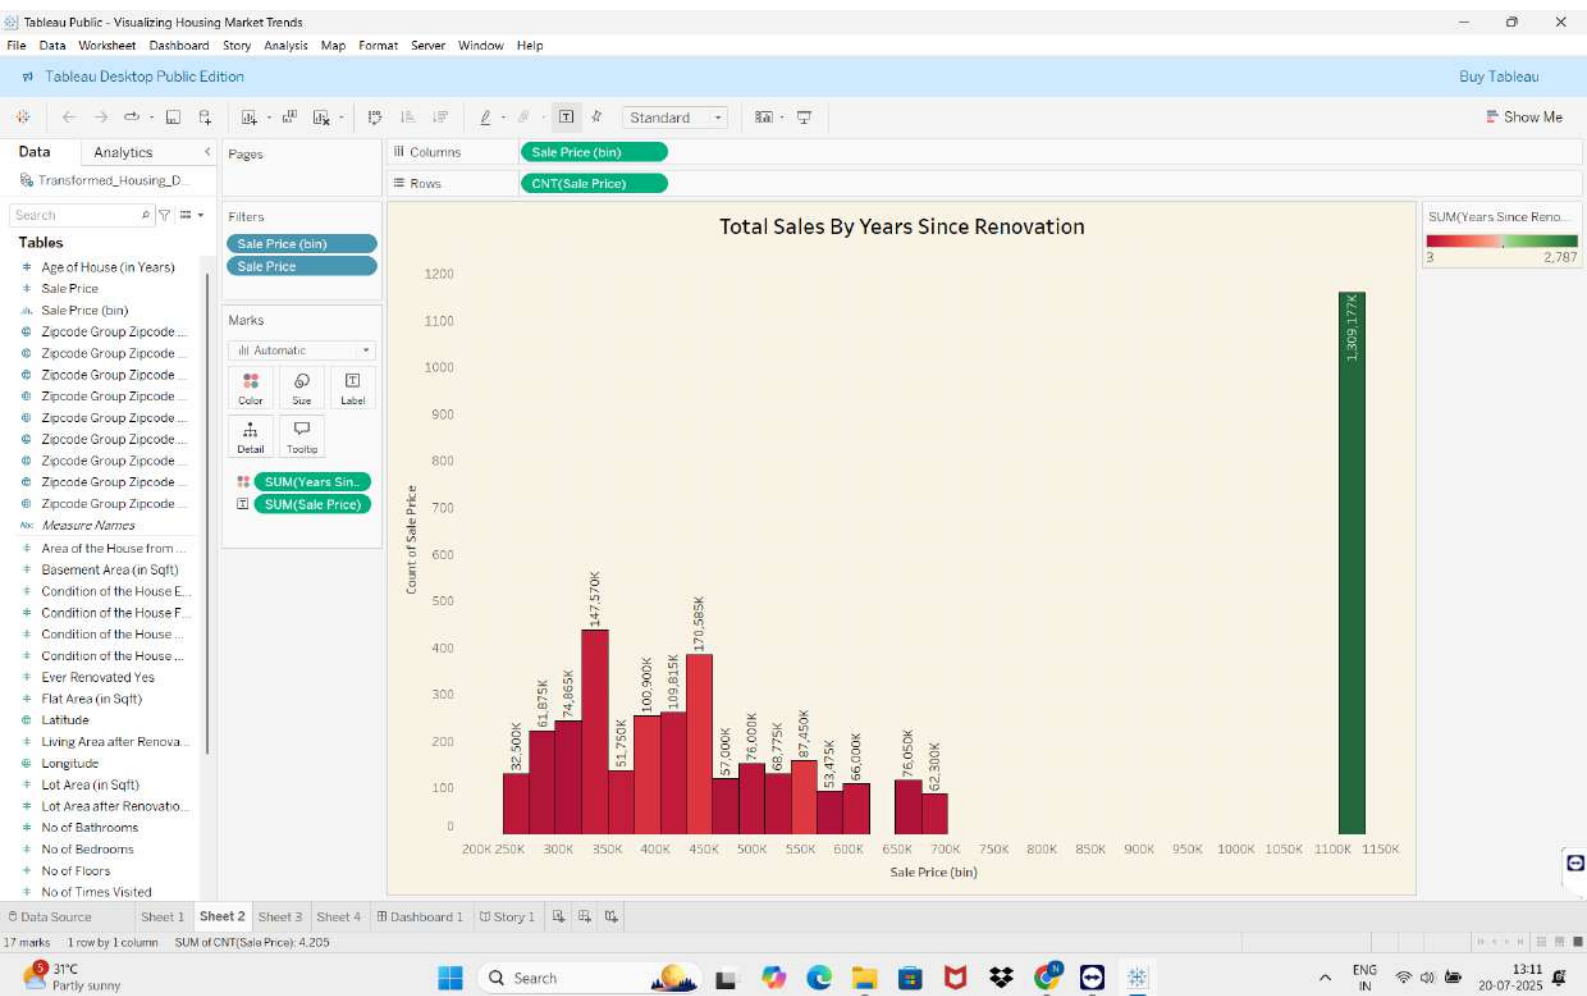 Tableau Public - Visualizing Housing Market Trends
File Data Worksheet Dashboard Story Analysis Map Format Server Window Help
Tableau Desktop Public Edition
Buy Tableau
Standard
Show Me
Data Analytics
Transformed_Housing_D...
Search
Tables
Age of House (in Years)
Sale Price
Sale Price (bin)
Zipcode Group Zipcode ...
Zipcode Group Zipcode ...
Zipcode Group Zipcode ...
Zipcode Group Zipcode ...
Zipcode Group Zipcode ...
Zipcode Group Zipcode ...
Zipcode Group Zipcode ...
Zipcode Group Zipcode ...
Zipcode Group Zipcode ...
Abc Measure Names
Area of the House from ...
Basement Area (in Sqft)
Condition of the House E...
Condition of the House F...
Condition of the House ...
Condition of the House ...
Ever Renovated Yes
Flat Area (in Sqft)
Latitude
Living Area after Renova...
Longitude
Lot Area (in Sqft)
Lot Area after Renovatio...
No of Bathrooms
No of Bedrooms
No of Floors
No of Times Visited
Pages
Filters
Sale Price (bin)
Sale Price
Marks
Automatic
Color Size Label
Detail Tooltip
SUM(Years Sin..
SUM(Sale Price)
Columns Sale Price (bin)
Rows CNT(Sale Price)
Total Sales By Years Since Renovation
1200
1100
1000
900
800
700
600
500
400
300
200
100
0
Count of Sale Price
32,500K
61,875K
74,865K
147,570K
51,750K
100,900K
109,815K
170,585K
57,000K
76,000K
68,775K
87,450K
53,475K
66,000K
76,050K
62,300K
1,309,177K
200K 250K 300K 350K 400K 450K 500K 550K 600K 650K 700K 750K 800K 850K 900K 950K 1000K 1050K 1100K 1150K
Sale Price (bin)
SUM(Years Since Reno...
3 2,787
Data Source Sheet 1 Sheet 2 Sheet 3 Sheet 4 Dashboard 1 Story 1
17 marks 1 row by 1 column SUM of CNT(Sale Price): 4,205
5
31°C
Partly sunny
Search
N
ENG
IN
13:11
20-07-2025